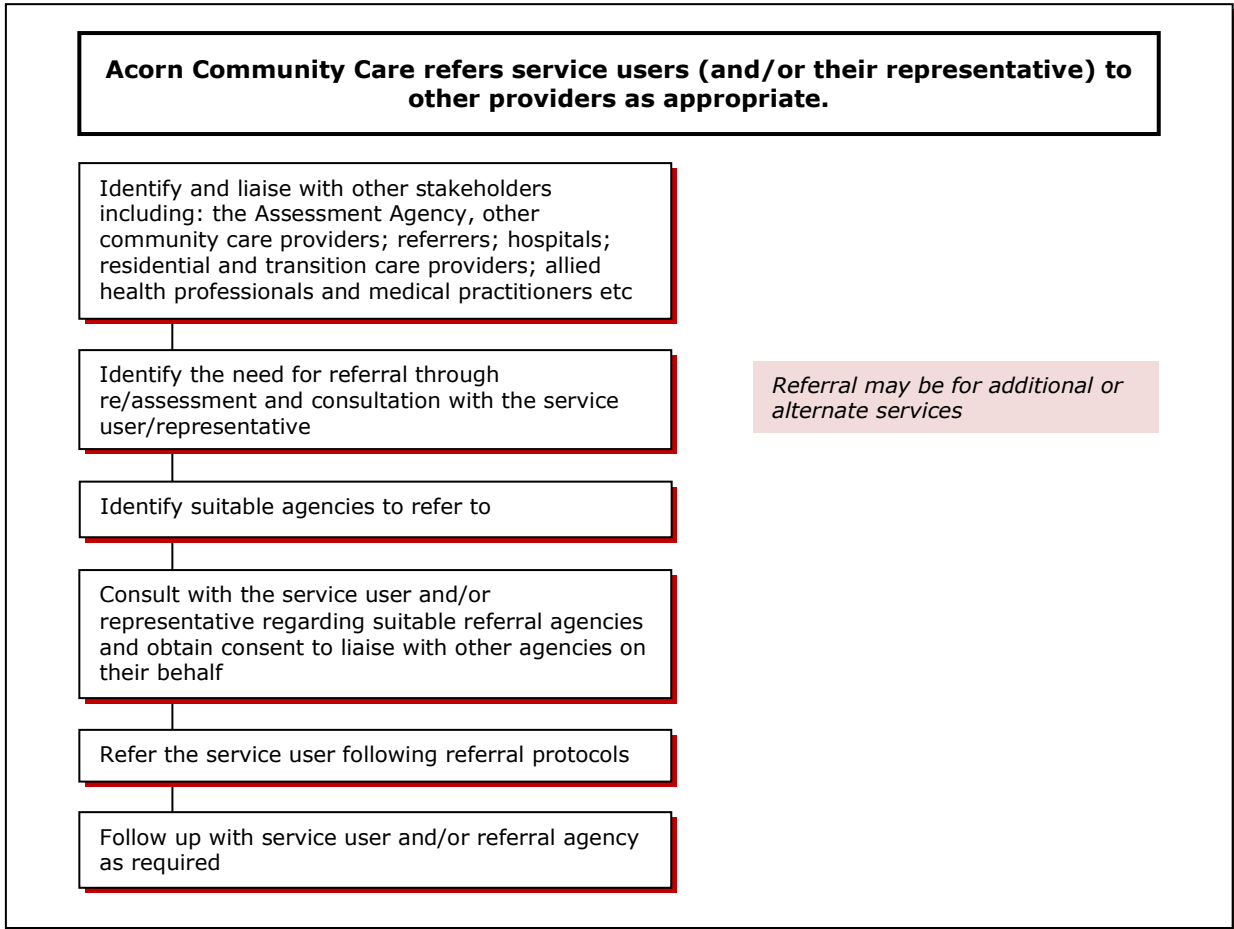 Acorn Community Care refers service users (and/or their representative) to
other providers as appropriate.
Identify and liaise with other stakeholders
including: the Assessment Agency, other
community care providers; referrers; hospitals;
residential and transition care providers; allied
health professionals and medical practitioners etc
Identify the need for referral through
re/assessment and consultation with the service
user/representative
Referral may be for additional or
alternate services
Identify suitable agencies to refer to
Consult with the service user and/or
representative regarding suitable referral agencies
and obtain consent to liaise with other agencies on
their behalf
Refer the service user following referral protocols
Follow up with service user and/or referral agency
as required